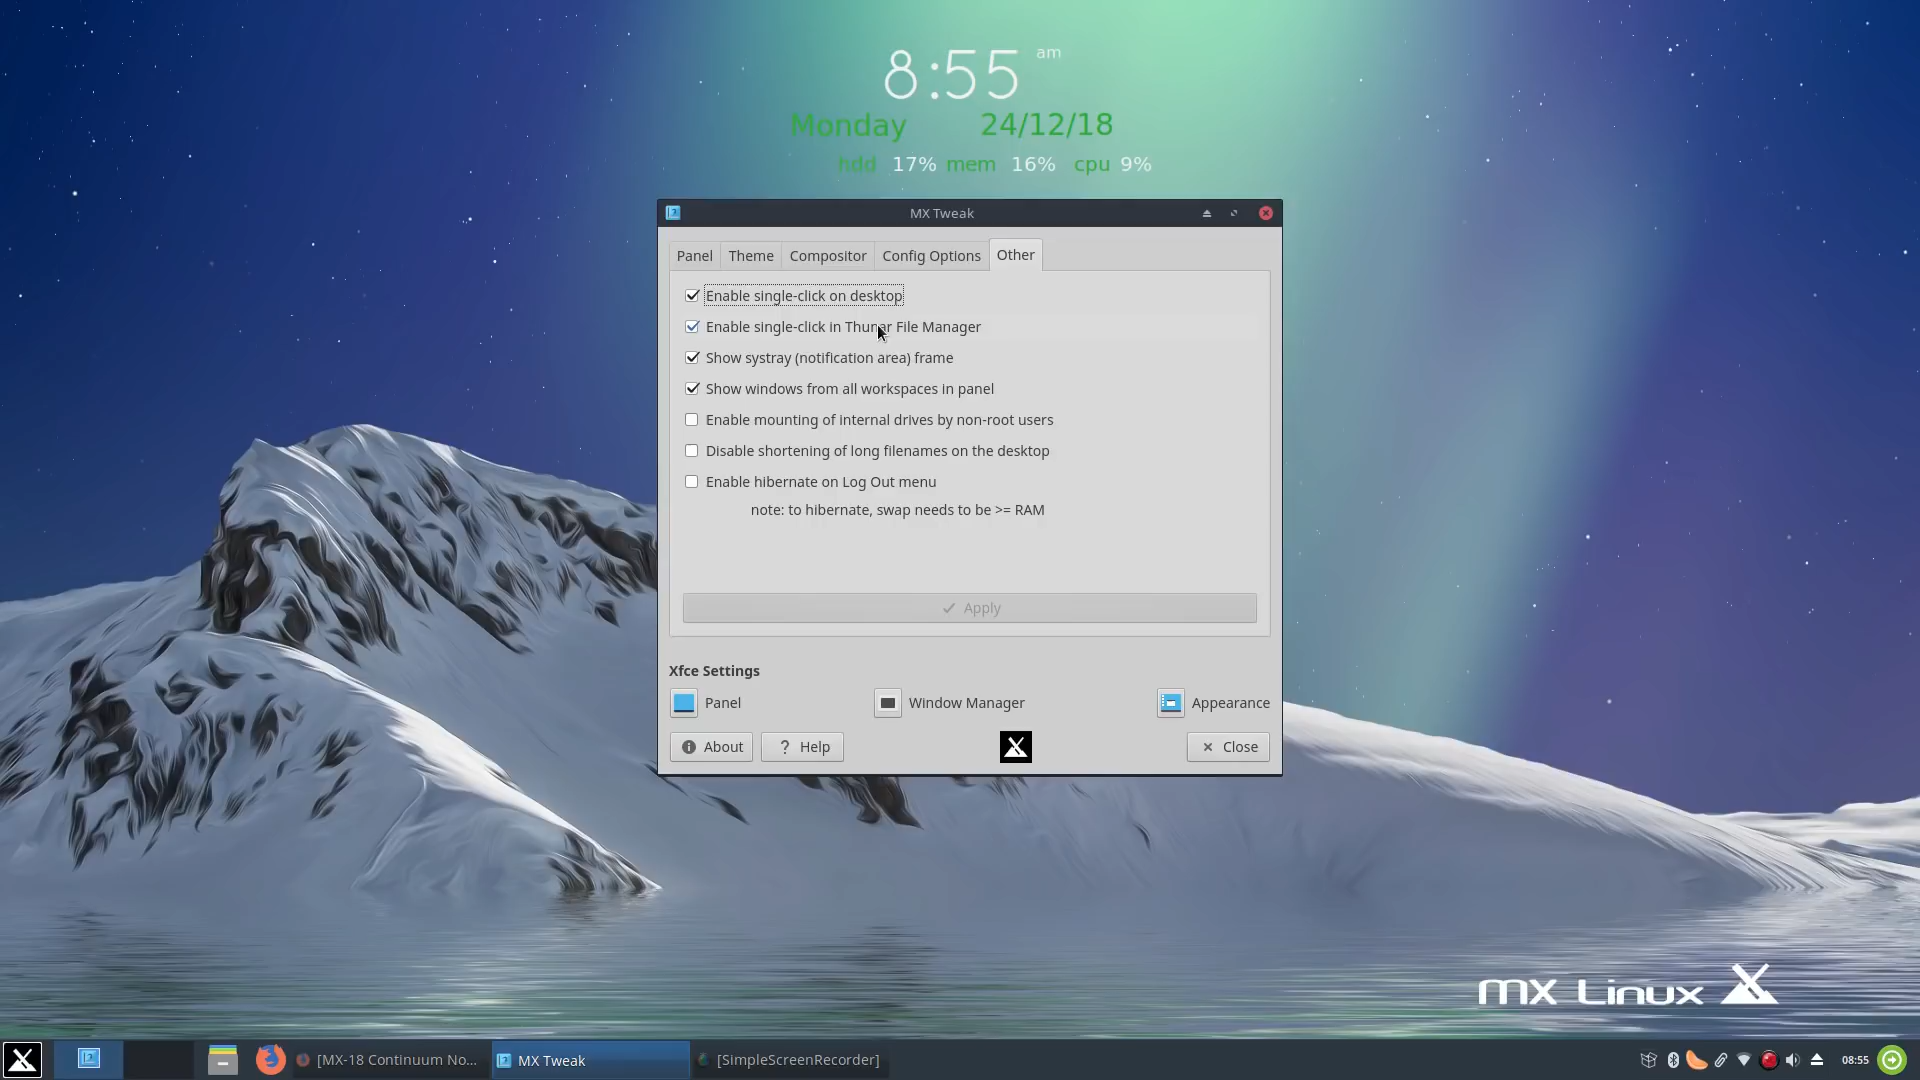 8:55 am
Monday 24/12/18
hdd 17% mem 16% cpu 9%
MX Tweak
Panel Theme Compositor Config Options Other
Enable single-click on desktop
Enable single-click in Thunar File Manager
Show systray (notification area) frame
Show windows from all workspaces in panel
Enable mounting of internal drives by non-root users
Disable shortening of long filenames on the desktop
Enable hibernate on Log Out menu
note: to hibernate, swap needs to be >= RAM
Apply
Xfce Settings
Panel Window Manager Appearance
About ? Help Close
mx Linux
[MX-18 Continuum No... MX Tweak [SimpleScreenRecorder] 08:55